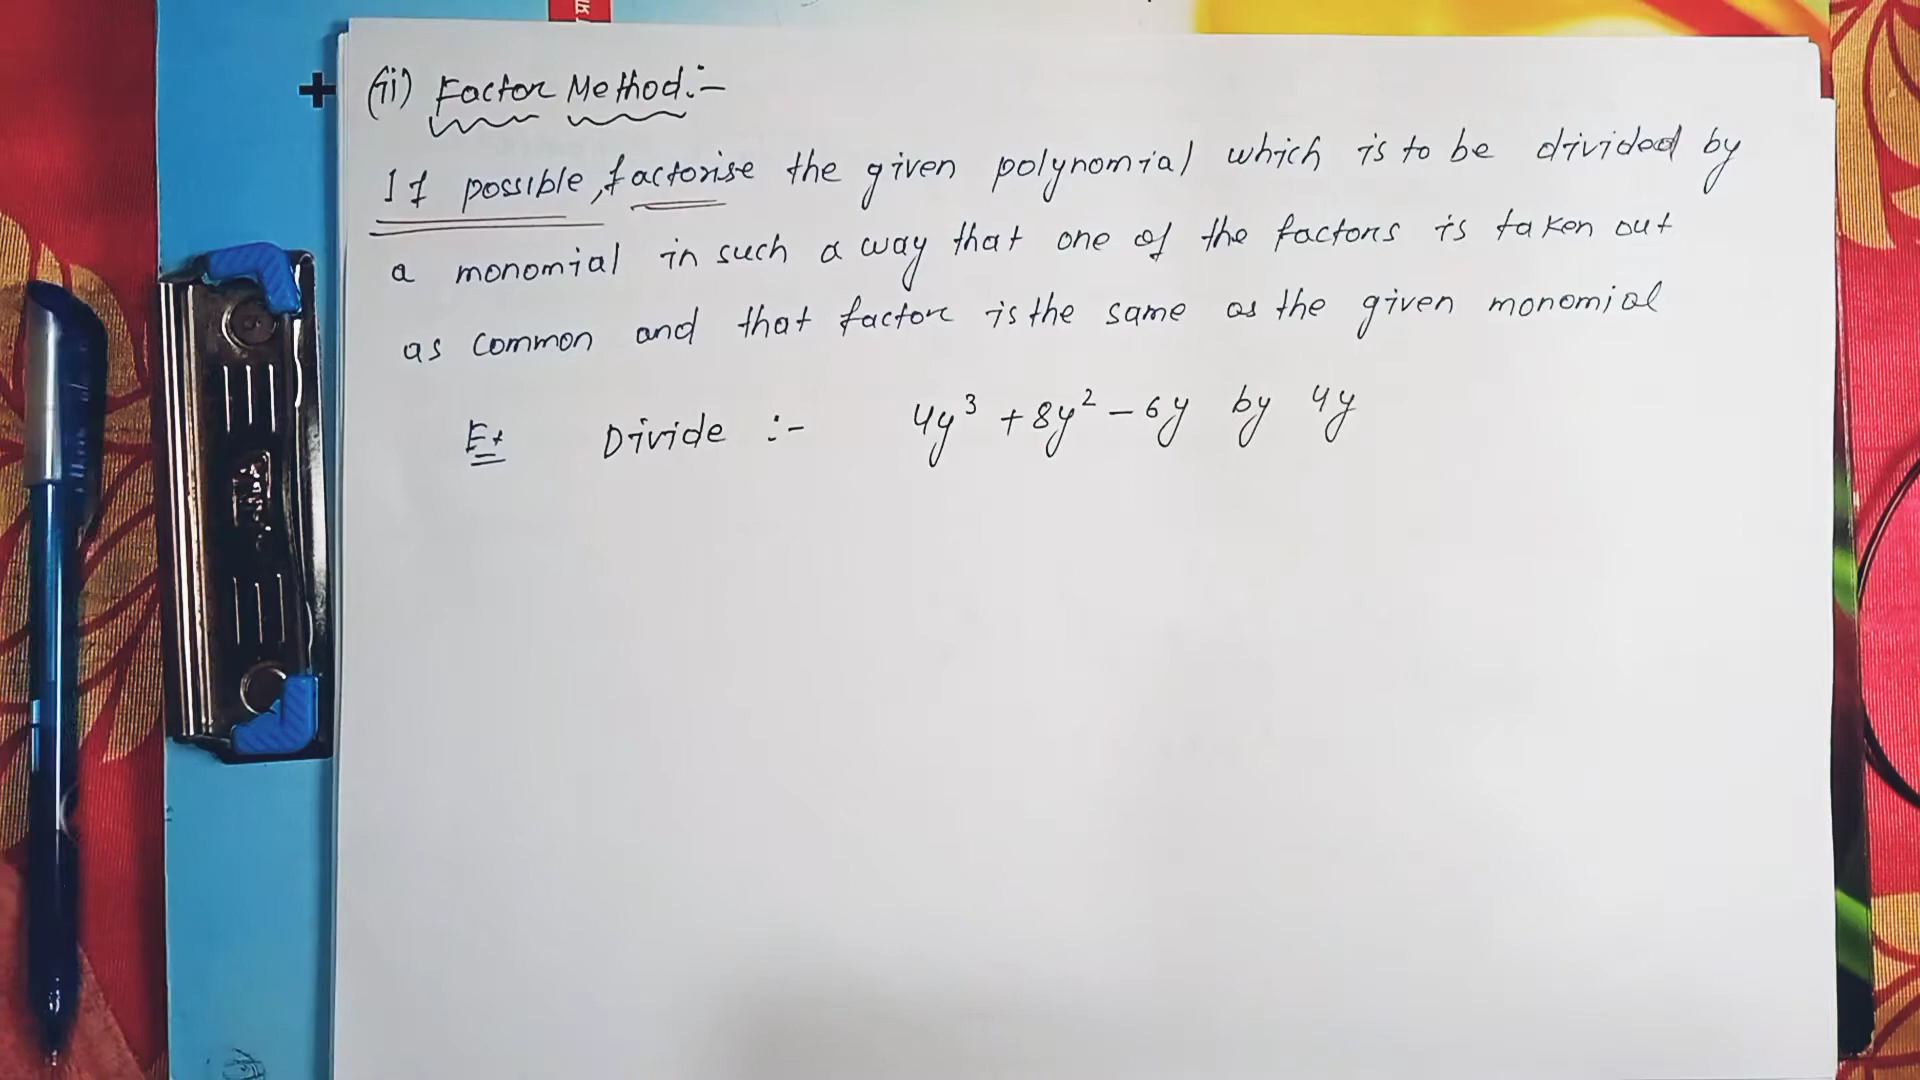 (ii) Factor Method:-
If possible, factorise the given polynomial which is to be divided by
a monomial in such a way that one of the factors is taken out
as common and that factor is the same as the given monomial
Ex Divide :- 4y³ + 8y² - 6y by 4y